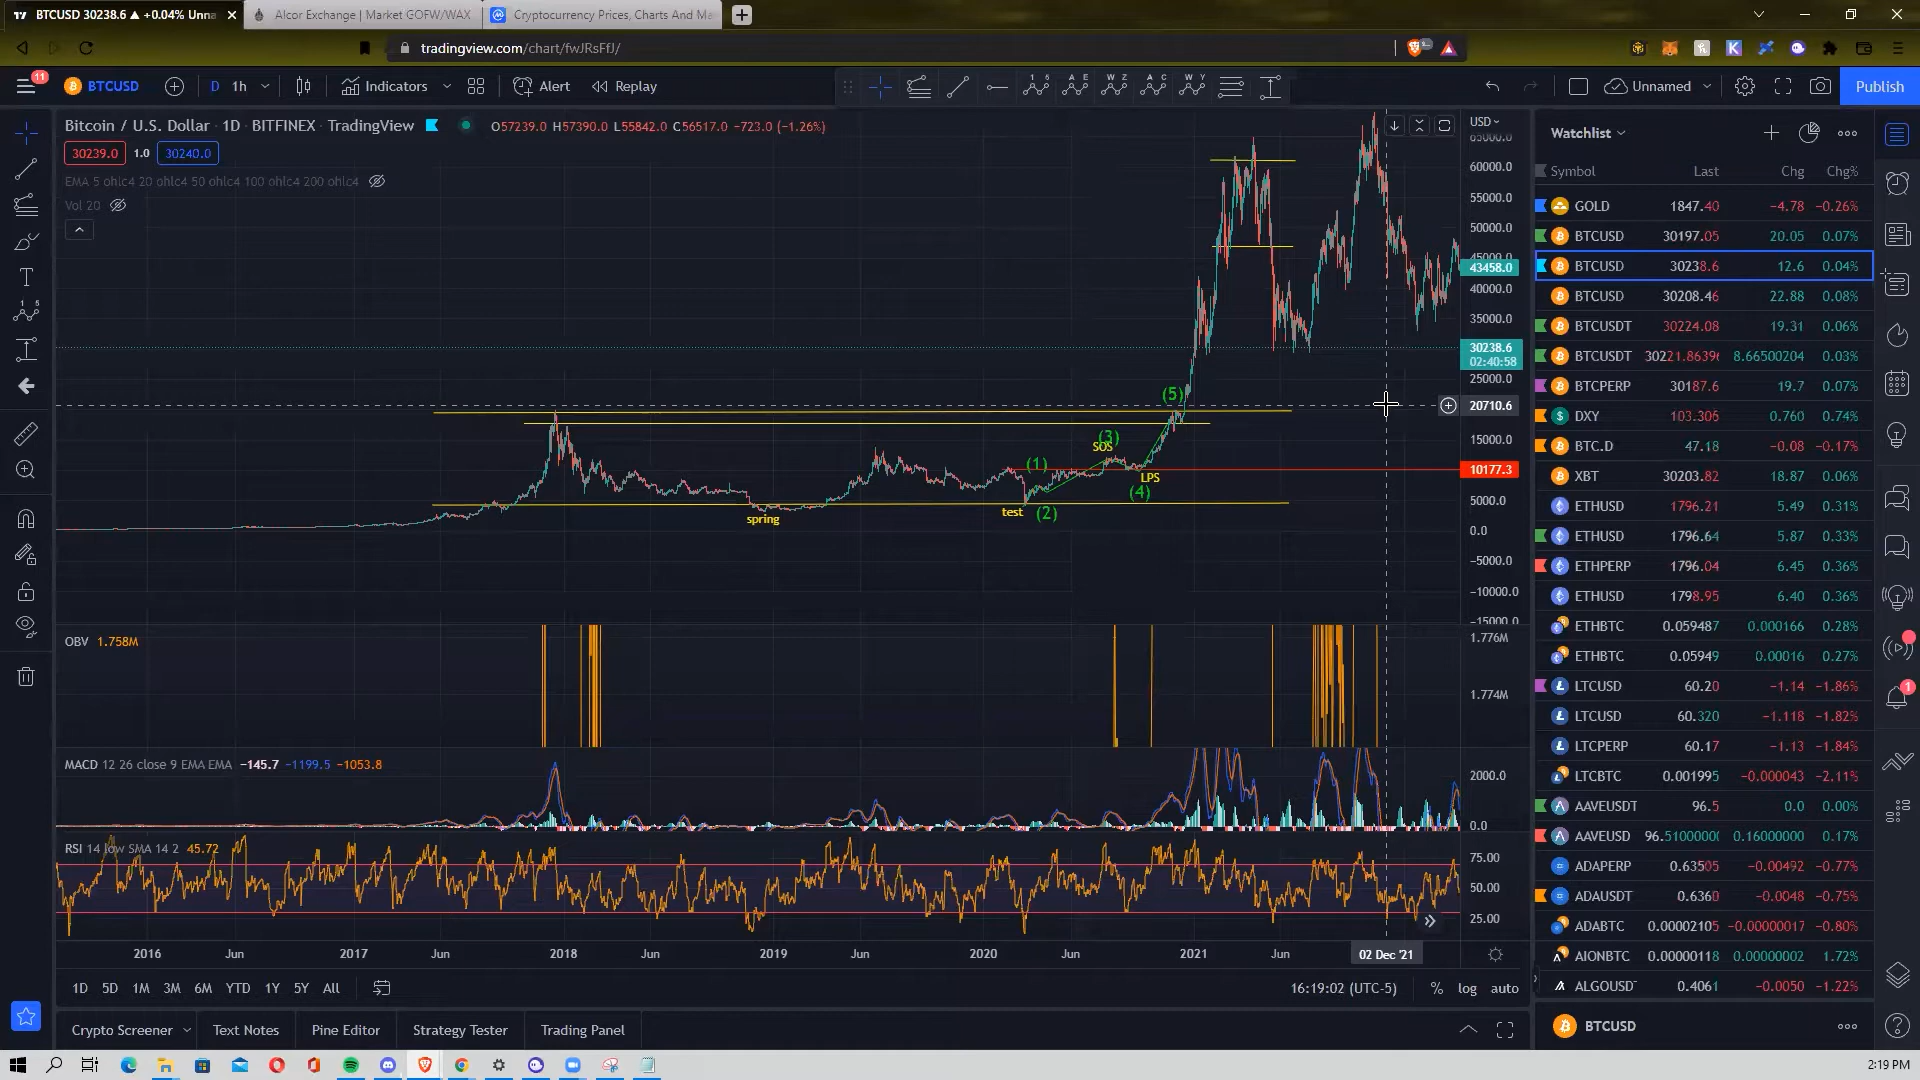 BTCUSD 30238.6 ▲ +0.04% Unna
Alcor Exchange | Market GOFW/WAX
Cryptocurrency Prices, Charts And Ma
tradingview.com/chart/fwJRsFfJ/
11
BTCUSD
D 1h
Indicators
Alert
Replay
Unnamed
Publish
Bitcoin / U.S. Dollar · 1D · BITFINEX · TradingView
O57239.0 H57390.0 L55842.0 C56517.0 −723.0 (−1.26%)
30239.0 1.0 30240.0
EMA 5 ohlc4 20 ohlc4 50 ohlc4 100 ohlc4 200 ohlc4
Vol 20
USD
65000.0
60000.0
55000.0
50000.0
45000.0
43458.0
40000.0
35000.0
30238.6
02:40:58
25000.0
20710.6
15000.0
10177.3
5000.0
0.0
−5000.0
−10000.0
−15000.0
(5)
(3)
SOS
(1)
LPS
(4)
spring
test
(2)
OBV 1.758M
1.776M
1.774M
MACD 12 26 close 9 EMA EMA −145.7 −1199.5 −1053.8
2000.0
0.0
RSI 14 low SMA 14 2 45.72
75.00
50.00
25.00
2016 Jun 2017 Jun 2018 Jun 2019 Jun 2020 Jun 2021 Jun 02 Dec '21
1D 5D 1M 3M 6M YTD 1Y 5Y All
16:19:02 (UTC-5) % log auto
Crypto Screener Text Notes Pine Editor Strategy Tester Trading Panel
Watchlist
Symbol Last Chg Chg%
GOLD 1847.40 −4.78 −0.26%
BTCUSD 30197.05 20.05 0.07%
BTCUSD 30238.6 12.6 0.04%
BTCUSD 30208.46 22.88 0.08%
BTCUSDT 30224.08 19.31 0.06%
BTCUSDT 30221.8639 8.66500204 0.03%
BTCPERP 30187.6 19.7 0.07%
DXY 103.305 0.760 0.74%
BTC.D 47.18 −0.08 −0.17%
XBT 30203.82 18.87 0.06%
ETHUSD 1796.21 5.49 0.31%
ETHUSD 1796.64 5.87 0.33%
ETHPERP 1796.04 6.45 0.36%
ETHUSD 1798.95 6.40 0.36%
ETHBTC 0.059487 0.000166 0.28%
ETHBTC 0.05949 0.00016 0.27%
LTCUSD 60.20 −1.14 −1.86%
LTCUSD 60.320 −1.118 −1.82%
LTCPERP 60.17 −1.13 −1.84%
LTCBTC 0.001995 −0.000043 −2.11%
AAVEUSDT 96.5 0.0 0.00%
AAVEUSD 96.5100000 0.16000000 0.17%
ADAPERP 0.63505 −0.00492 −0.77%
ADAUSDT 0.6360 −0.0048 −0.75%
ADABTC 0.00002105 −0.00000017 −0.80%
AIONBTC 0.00000118 0.00000002 1.72%
ALGOUSD 0.4061 −0.0050 −1.22%
BTCUSD
1
2:19 PM